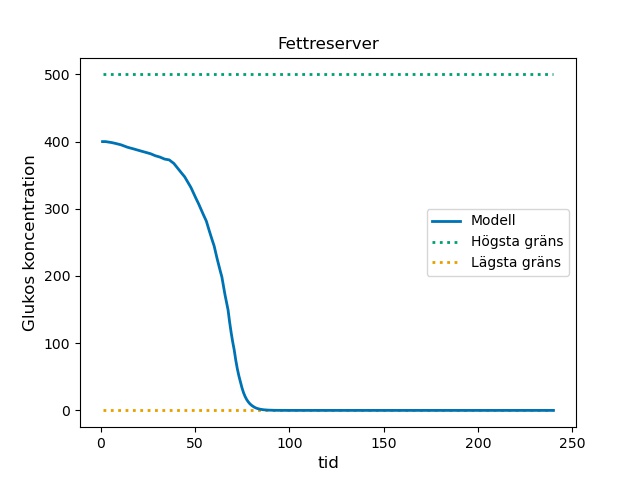 Fettreserver
Glukos koncentration
500
400
300
200
100
0
Modell
Högsta gräns
Lägsta gräns
0 50 100 150 200 250
tid